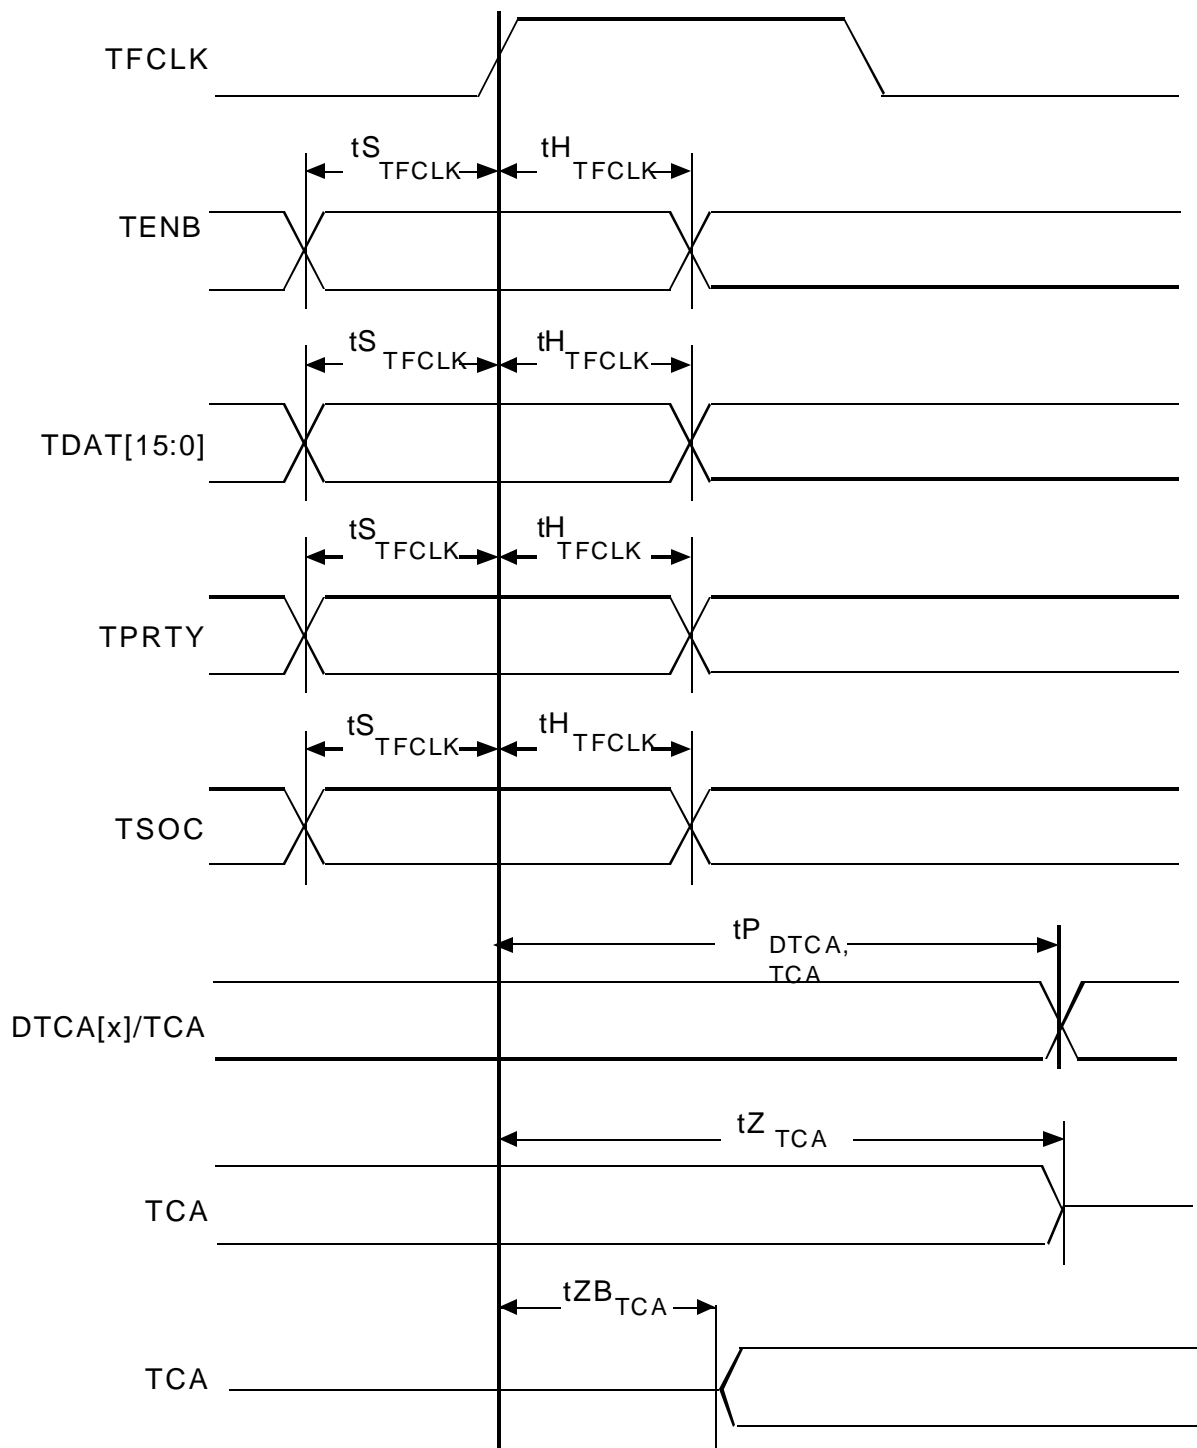 TFCLK
tS TFCLK tH TFCLK
TENB
tS TFCLK tH TFCLK
TDAT[15:0]
tS TFCLK tH TFCLK
TPRTY
tS TFCLK tH TFCLK
TSOC
tP DTCA,
TCA
DTCA[x]/TCA
tZ TCA
TCA
tZB TCA
TCA